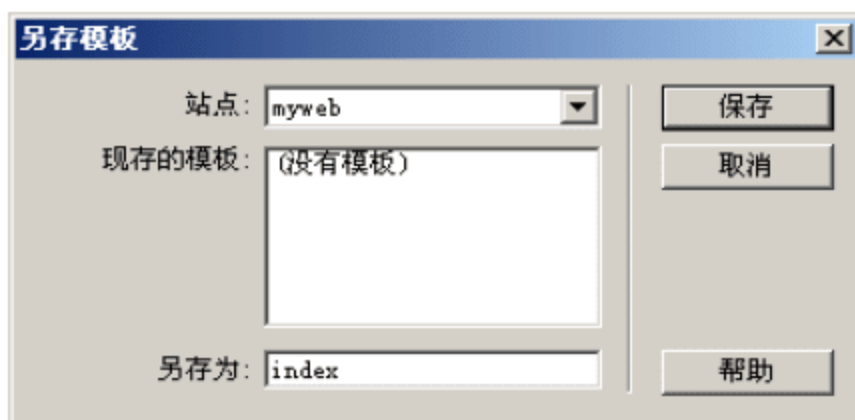 另存模板
站点: myweb
保存
现存的模板: (没有模板)
取消
另存为: index
帮助